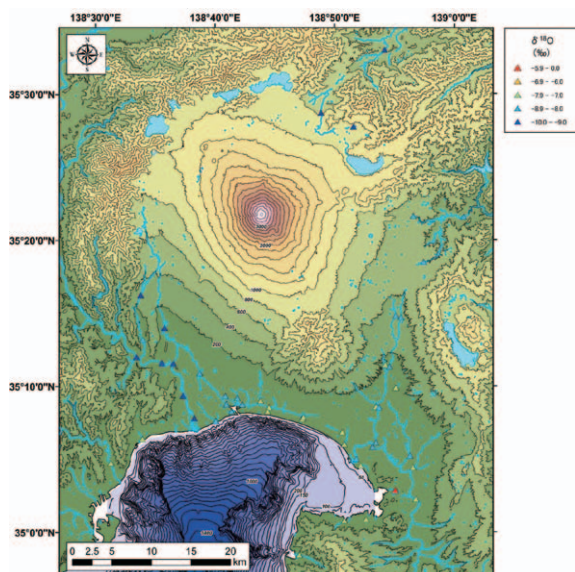 138°30'0"E
138°40'0"E
138°50'0"E
139°0'0"E
N
δ 18O
(‰)
-5.9 - 0.0
-6.9 - -6.0
-7.9 - -7.0
-8.9 - -8.0
-10.0 - -9.0
35°30'0"N
35°20'0"N
35°10'0"N
35°0'0"N
0 2.5 5 10 15 20
km